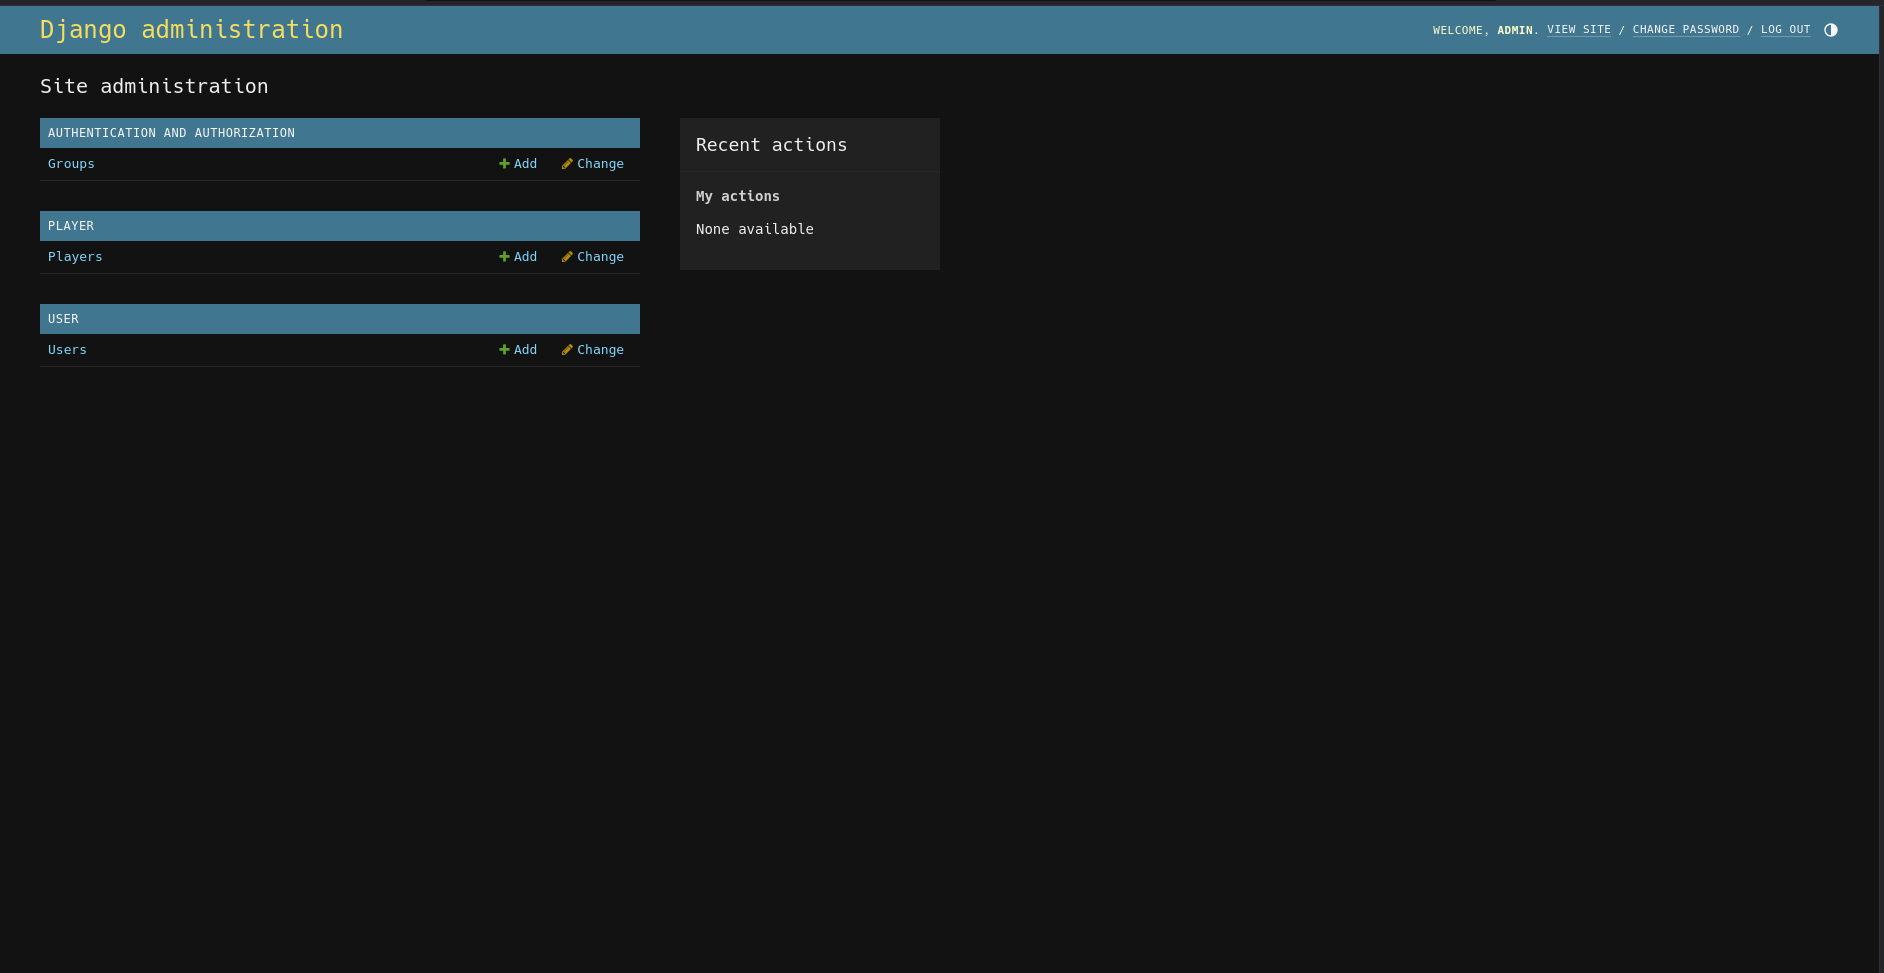 Django administration
WELCOME, ADMIN. VIEW SITE / CHANGE PASSWORD / LOG OUT
Site administration
AUTHENTICATION AND AUTHORIZATION
Groups Add Change
PLAYER
Players Add Change
USER
Users Add Change
Recent actions
My actions
None available